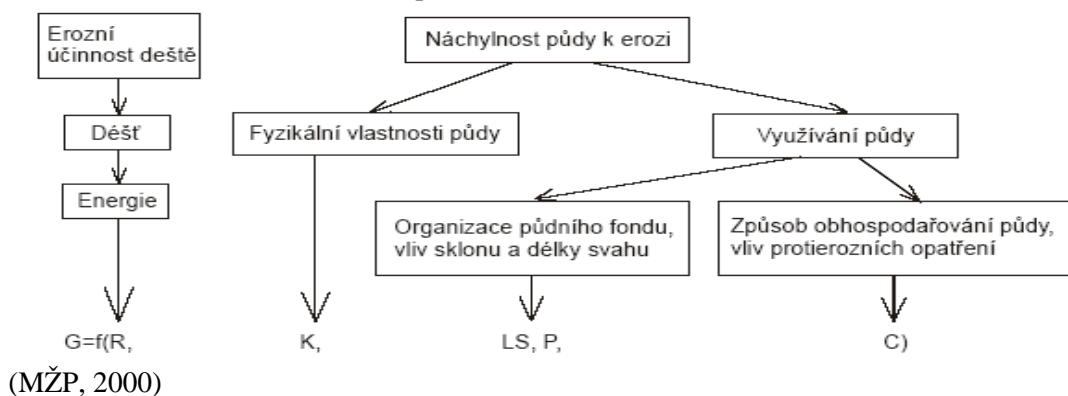 Erozní
účinnost deště
Náchylnost půdy k erozi
Déšť
Fyzikální vlastnosti půdy
Využívání půdy
Energie
Organizace půdního fondu,
vliv sklonu a délky svahu
Způsob obhospodařování půdy,
vliv protierozních opatření
G=f(R,
K,
LS, P,
C)
(MŽP, 2000)